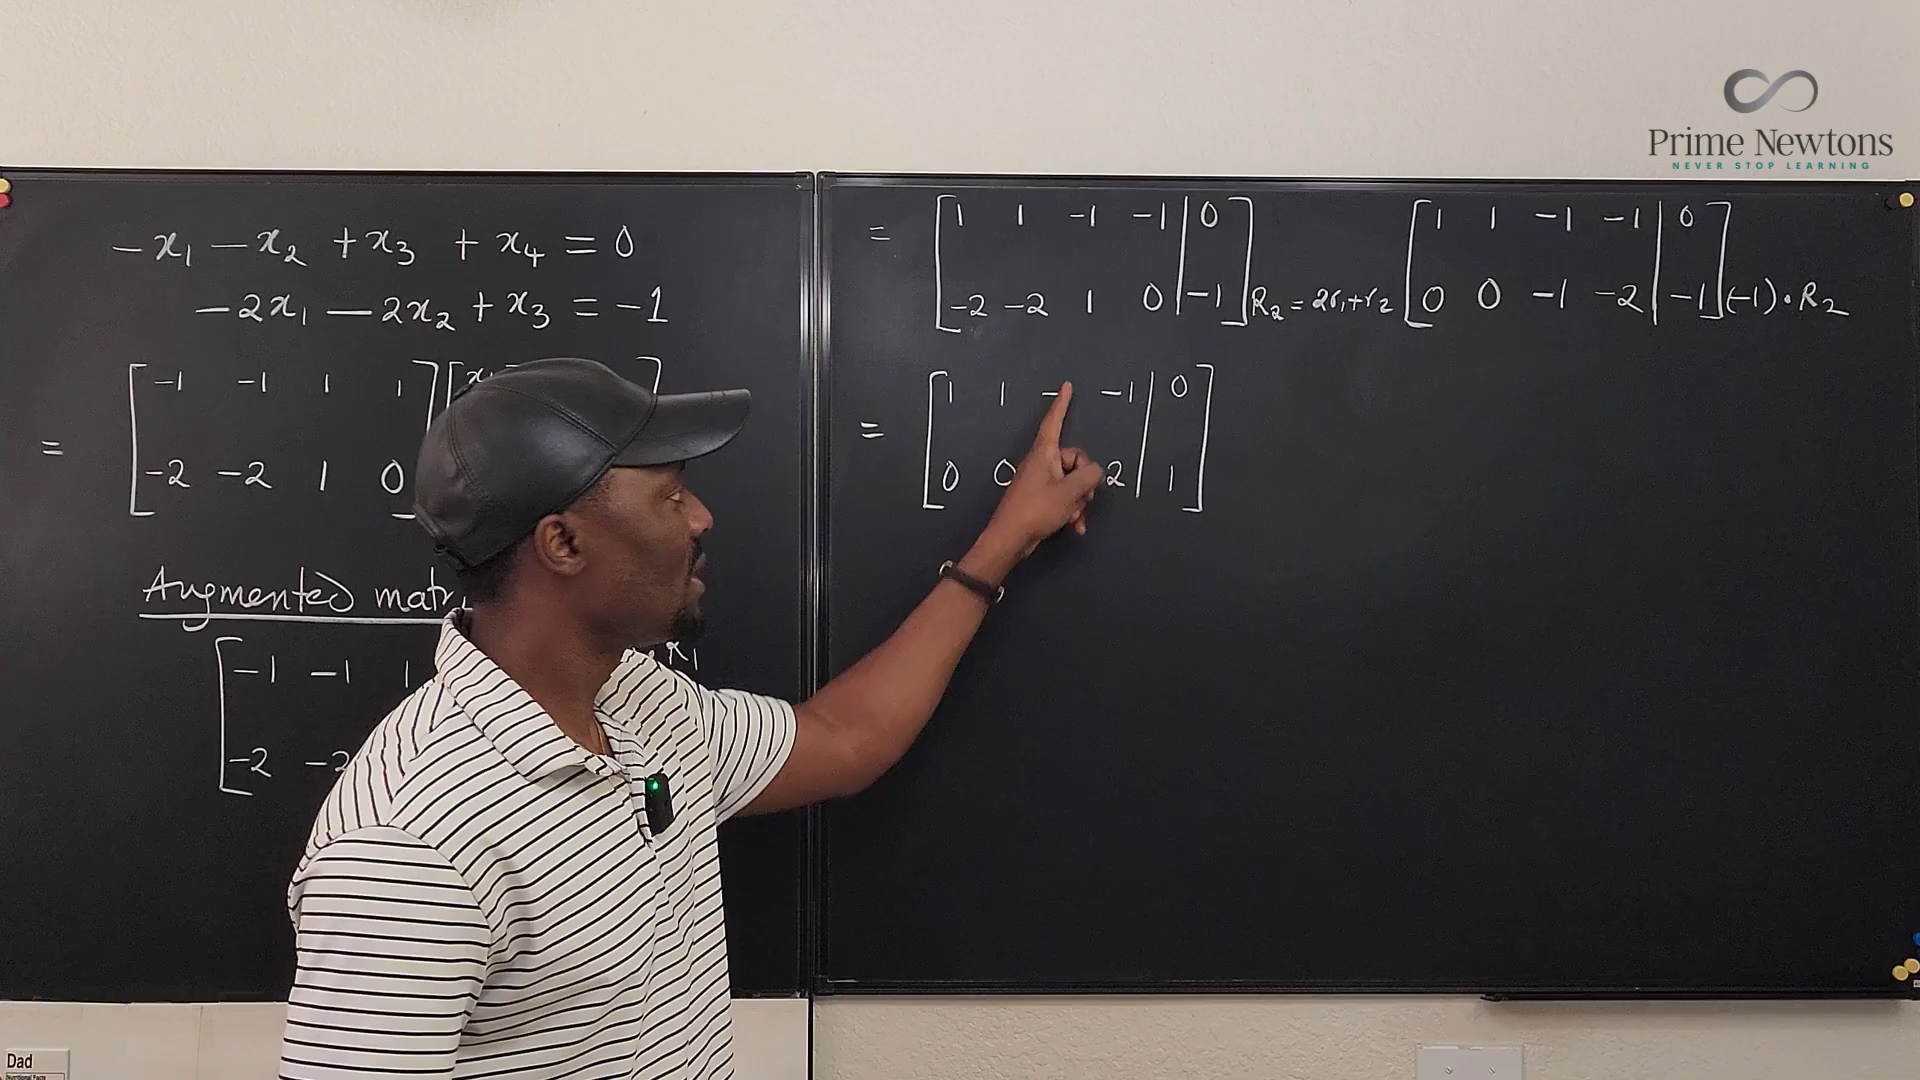 Prime Newtons
NEVER STOP LEARNING
-x₁ - x₂ + x₃ + x₄ = 0
-2x₁ - 2x₂ + x₃ = -1
= [ -1 -1 1 1 ] [ x₁
-2 -2 1 0
Augmented matri
[ -1 -1 1
-2 -2
= [ 1 1 -1 -1 | 0 ]
-2 -2 1 0 | -1 ] R₂ = 2r₁ + r₂
[ 1 1 -1 -1 | 0 ]
0 0 -1 -2 | -1 ] (-1) · R₂
= [ 1 1 - -1 | 0 ]
0 0 2 | 1 ]
Dad